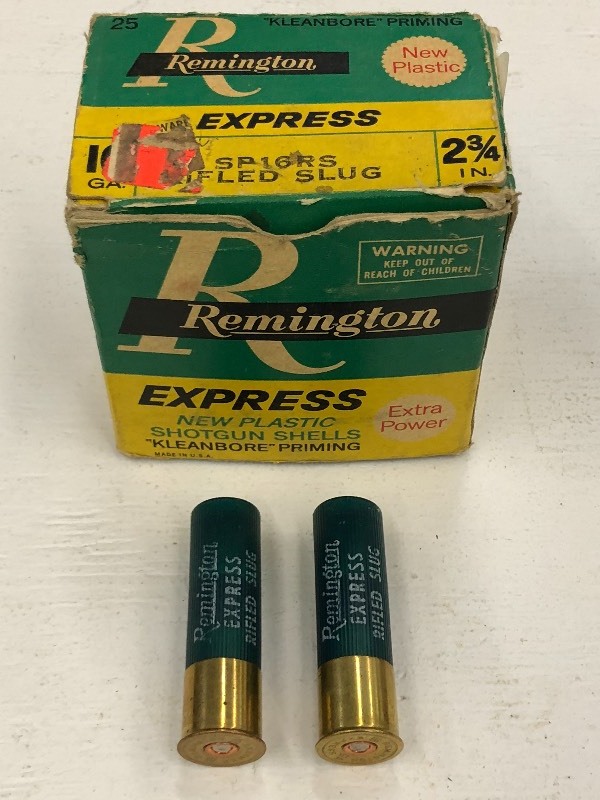 25 "KLEANBORE" PRIMING
R
Remington
New
Plastic
EXPRESS
GA.
SP16RS
RIFLED SLUG
2¾
IN.
R
WARNING
KEEP OUT OF
REACH OF CHILDREN
Remington
EXPRESS
NEW PLASTIC
SHOTGUN SHELLS
"KLEANBORE" PRIMING
MADE IN U.S.A.
Extra
Power
Remington
EXPRESS
RIFLED SLUG
Remington
EXPRESS
RIFLED SLUG